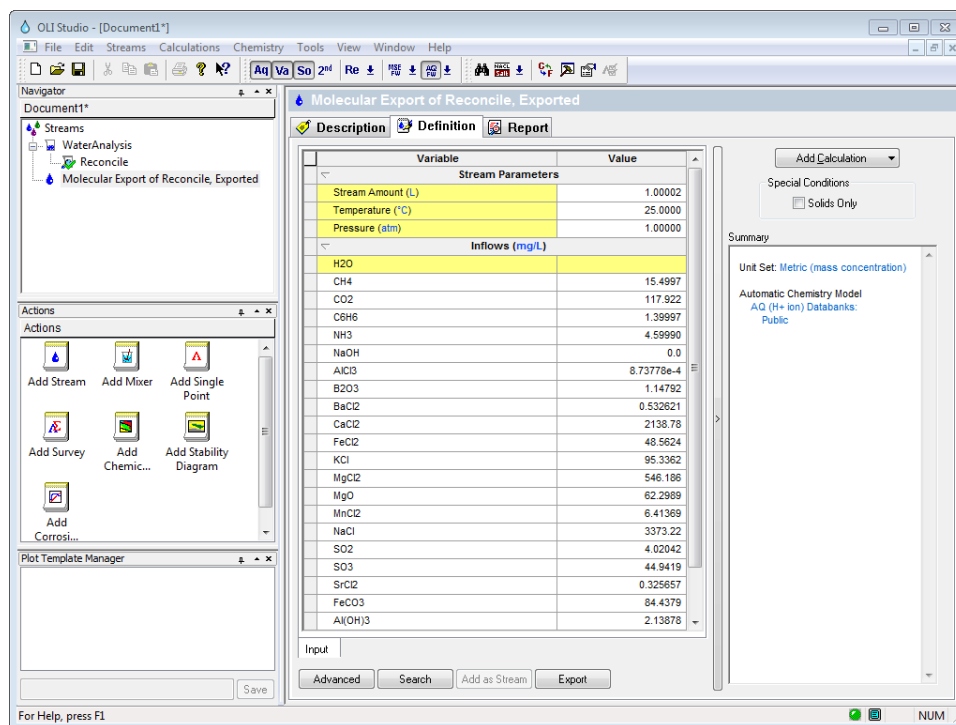 OLI Studio - [Document1*]
File Edit Streams Calculations Chemistry Tools View Window Help
Aq Va So 2nd Re MSE FW AQ FW
Navigator
Document1*
Streams
WaterAnalysis
Reconcile
Molecular Export of Reconcile, Exported
Actions
Actions
Add Stream Add Mixer Add Single Point
Add Survey Add Chemic... Add Stability Diagram
Add Corrosi...
Plot Template Manager
Save
Molecular Export of Reconcile, Exported
Description Definition Report
Variable Value
Stream Parameters
Stream Amount (L) 1.00002
Temperature (°C) 25.0000
Pressure (atm) 1.00000
Inflows (mg/L)
H2O
CH4 15.4997
CO2 117.922
C6H6 1.39997
NH3 4.59990
NaOH 0.0
AlCl3 8.73778e-4
B2O3 1.14792
BaCl2 0.532621
CaCl2 2138.78
FeCl2 48.5624
KCl 95.3362
MgCl2 546.186
MgO 62.2989
MnCl2 6.41369
NaCl 3373.22
SO2 4.02042
SO3 44.9419
SrCl2 0.325657
FeCO3 84.4379
Al(OH)3 2.13878
Input
Advanced Search Add as Stream Export
Add Calculation
Special Conditions
Solids Only
Summary
Unit Set: Metric (mass concentration)
Automatic Chemistry Model
AQ (H+ ion) Databanks:
Public
For Help, press F1 NUM